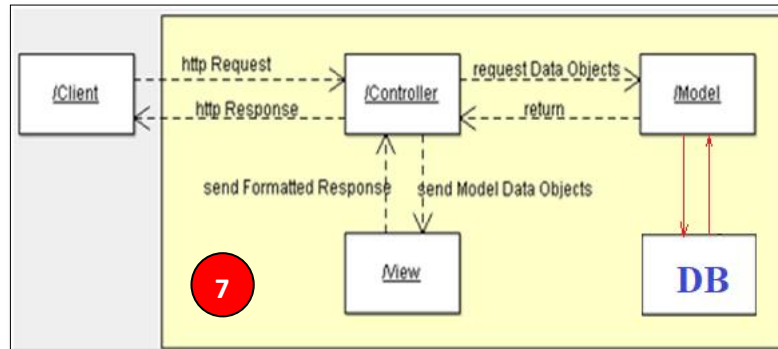 http Request
request Data Objects
/Client
/Controller
/Model
http Response
return
send Formatted Response
send Model Data Objects
/View
7
DB